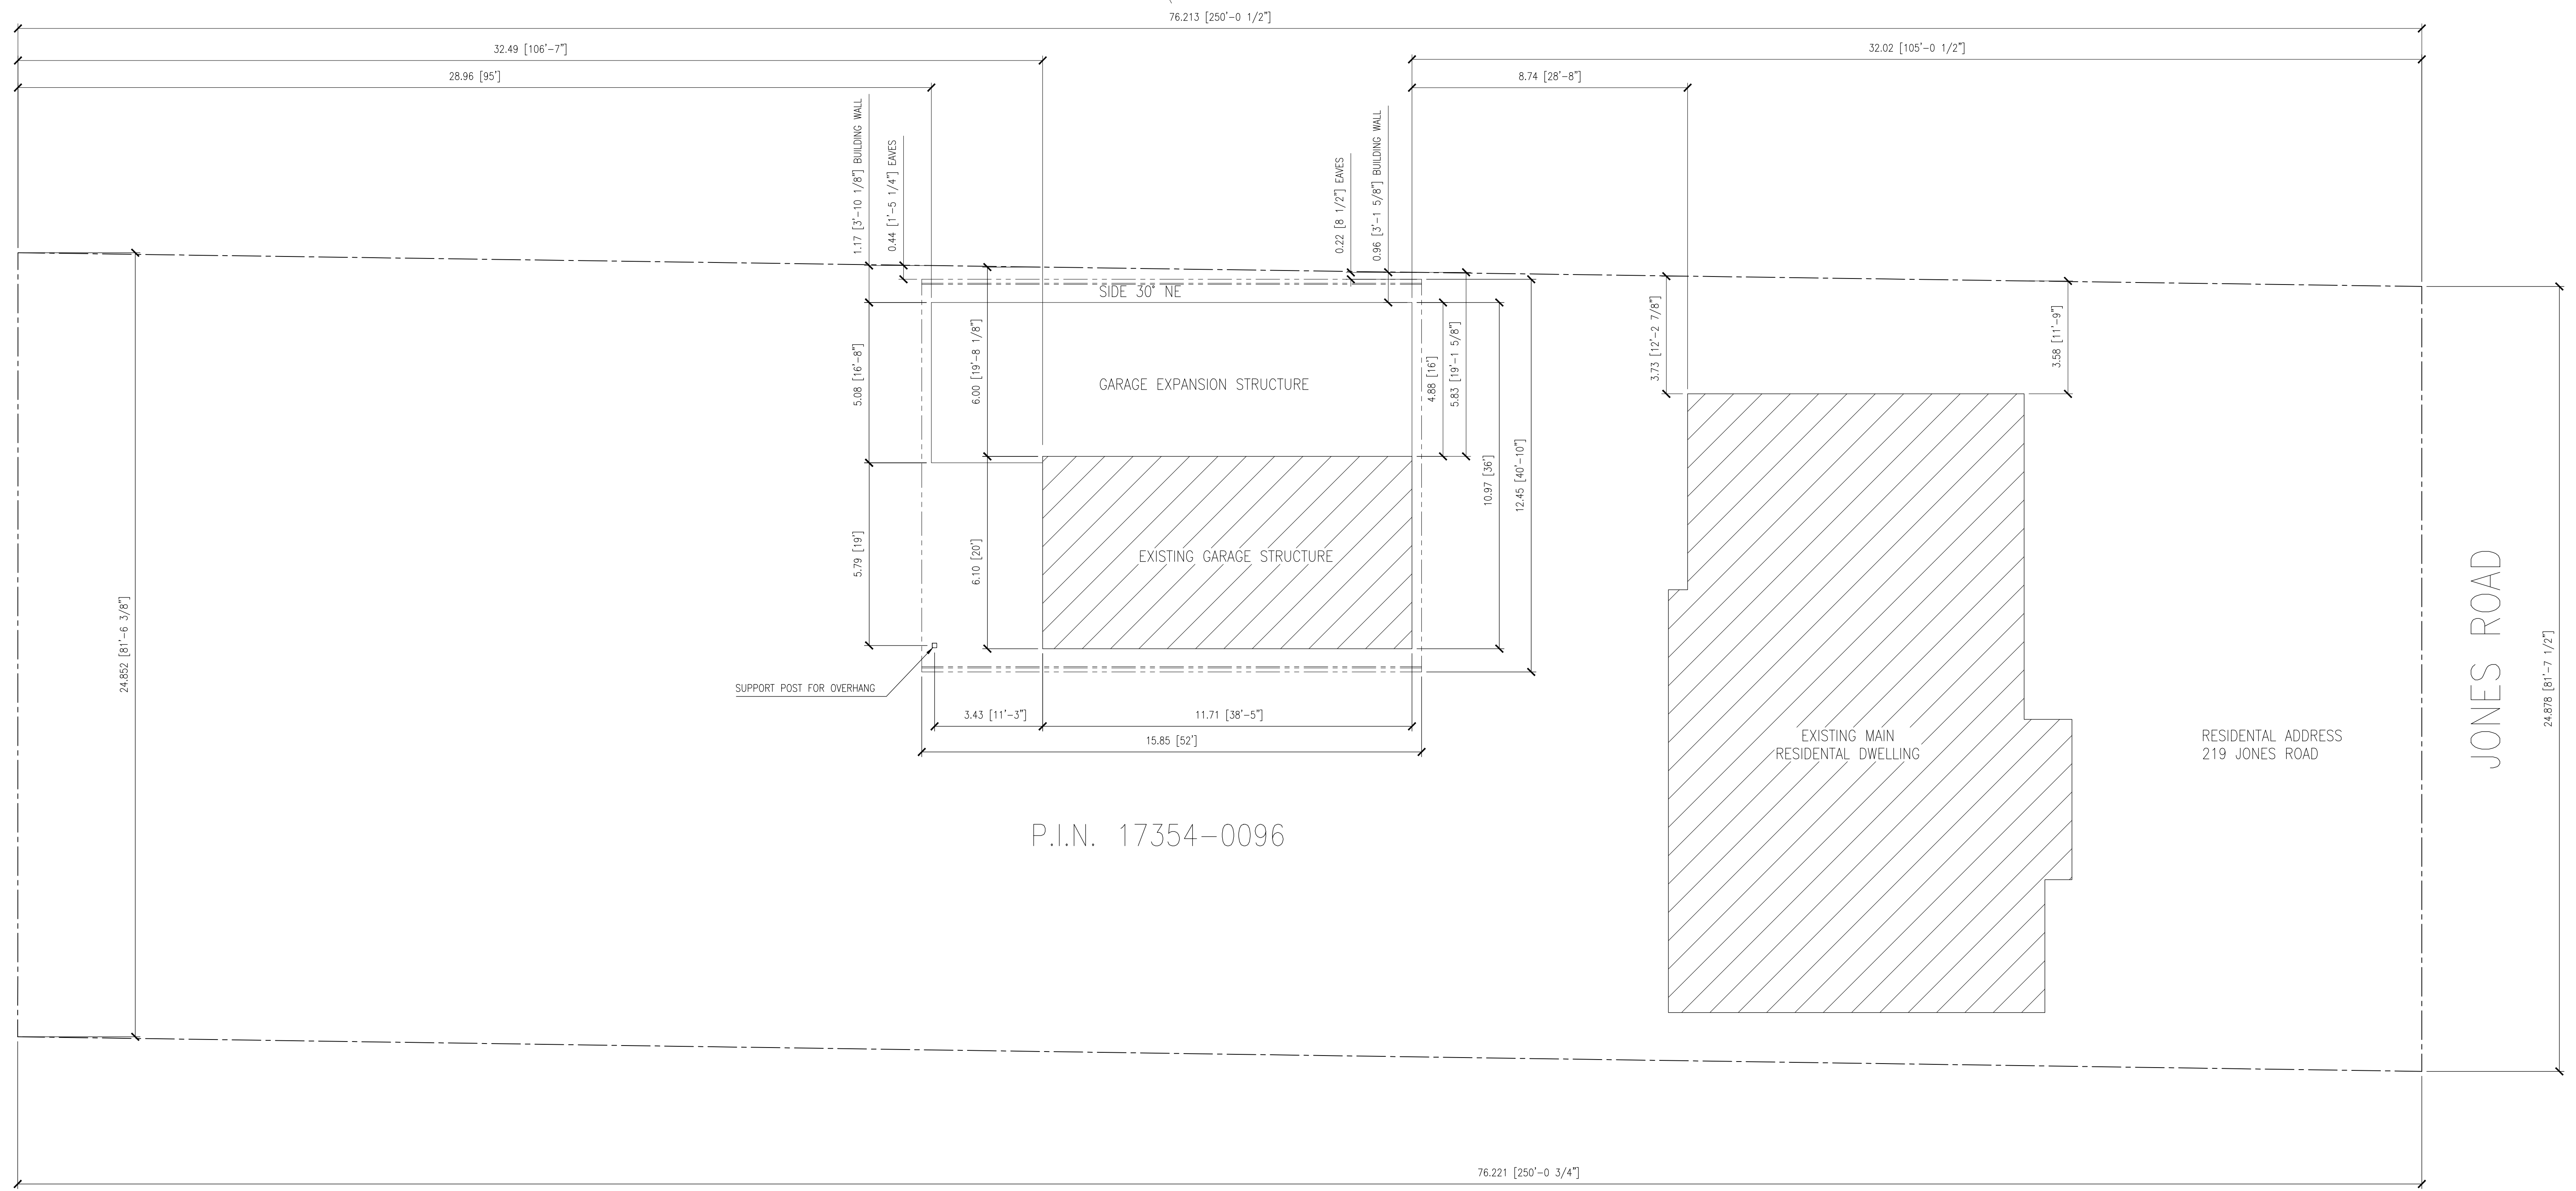 76.213 [250'-0 1/2"]
32.49 [106'-7"]
32.02 [105'-0 1/2"]
28.96 [95']
8.74 [28'-8"]
1.17 [3'-10 1/8"] BUILDING WALL
0.44 [1'-5 1/4"] EAVES
0.22 [8 1/2"] EAVES
0.96 [3'-1 5/8"] BUILDING WALL
SIDE 30° NE
5.08 [16'-8"]
6.00 [19'-8 1/8"]
GARAGE EXPANSION STRUCTURE
4.88 [16']
5.83 [19'-1 5/8"]
10.97 [36']
12.45 [40'-10"]
3.73 [12'-2 7/8"]
3.58 [11'-9"]
5.79 [19']
6.10 [20']
EXISTING GARAGE STRUCTURE
24.852 [81'-6 3/8"]
SUPPORT POST FOR OVERHANG
3.43 [11'-3"]
11.71 [38'-5"]
15.85 [52']
EXISTING MAIN
RESIDENTAL DWELLING
RESIDENTAL ADDRESS
219 JONES ROAD
JONES ROAD
24.878 [81'-7 1/2"]
P.I.N. 17354-0096
76.221 [250'-0 3/4"]